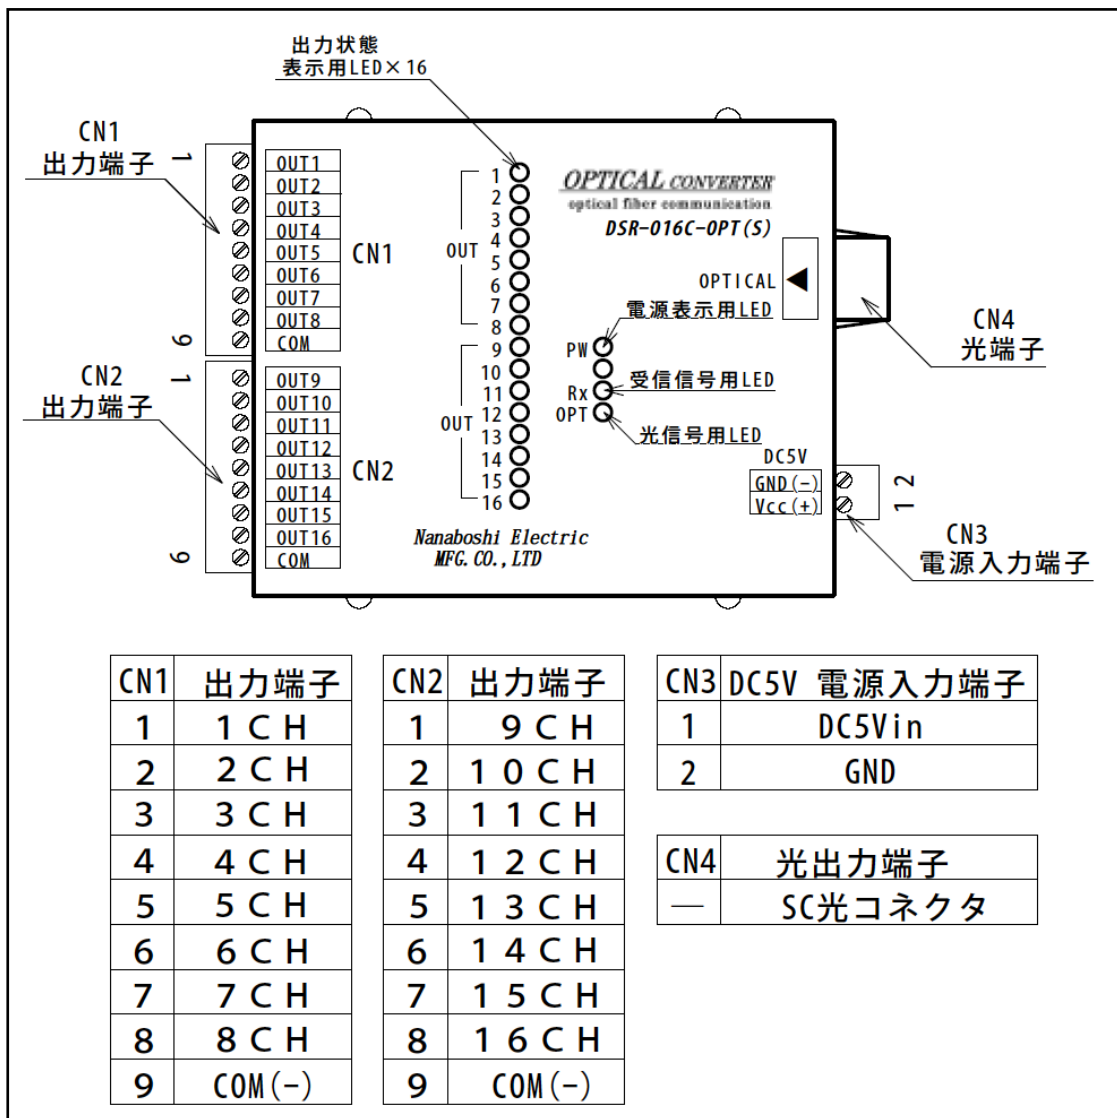 出力状態
表示用LED×16
CN1
出力端子
1
9
OUT1
OUT2
OUT3
OUT4
OUT5
OUT6
OUT7
OUT8
COM
CN1
CN2
出力端子
1
9
OUT9
OUT10
OUT11
OUT12
OUT13
OUT14
OUT15
OUT16
COM
CN2
OUT
1
2
3
4
5
6
7
8
OUT
9
10
11
12
13
14
15
16
OPTICAL CONVERTER
optical fiber communication
DSR-016C-OPT(S)
OPTICAL
電源表示用LED
PW
Rx
受信信号用LED
OPT
光信号用LED
CN4
光端子
DC5V
GND(-)
Vcc(+)
1 2
CN3
電源入力端子
Nanaboshi Electric
MFG.CO.,LTD
CN1 出力端子
1 1CH
2 2CH
3 3CH
4 4CH
5 5CH
6 6CH
7 7CH
8 8CH
9 COM(-)
CN2 出力端子
1 9CH
2 10CH
3 11CH
4 12CH
5 13CH
6 14CH
7 15CH
8 16CH
9 COM(-)
CN3 DC5V 電源入力端子
1 DC5Vin
2 GND
CN4 光出力端子
― SC光コネクタ